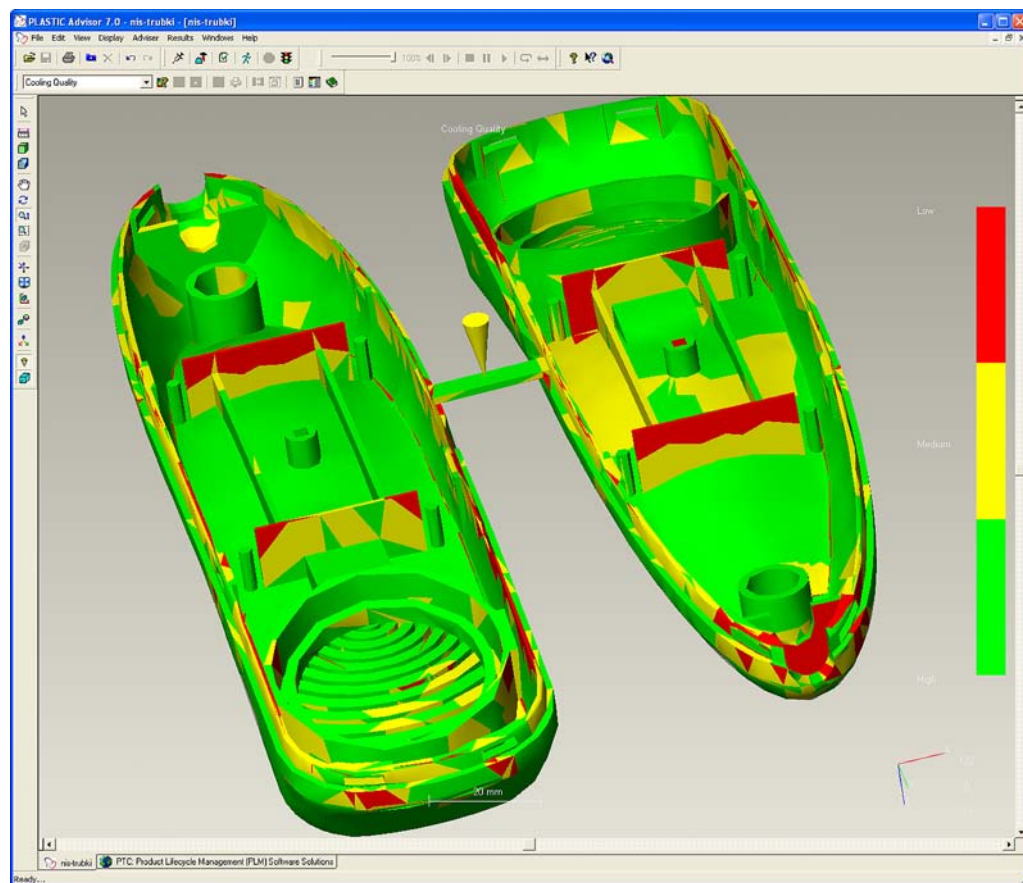 PLASTIC Advisor 7.0 - nis-trubki - [nis-trubki]
File Edit View Display Adviser Results Windows Help
100%
Cooling Quality
Cooling Quality
Low
Medium
High
20 mm
nis-trubki PTC: Product Lifecycle Management (PLM) Software Solutions
Ready...